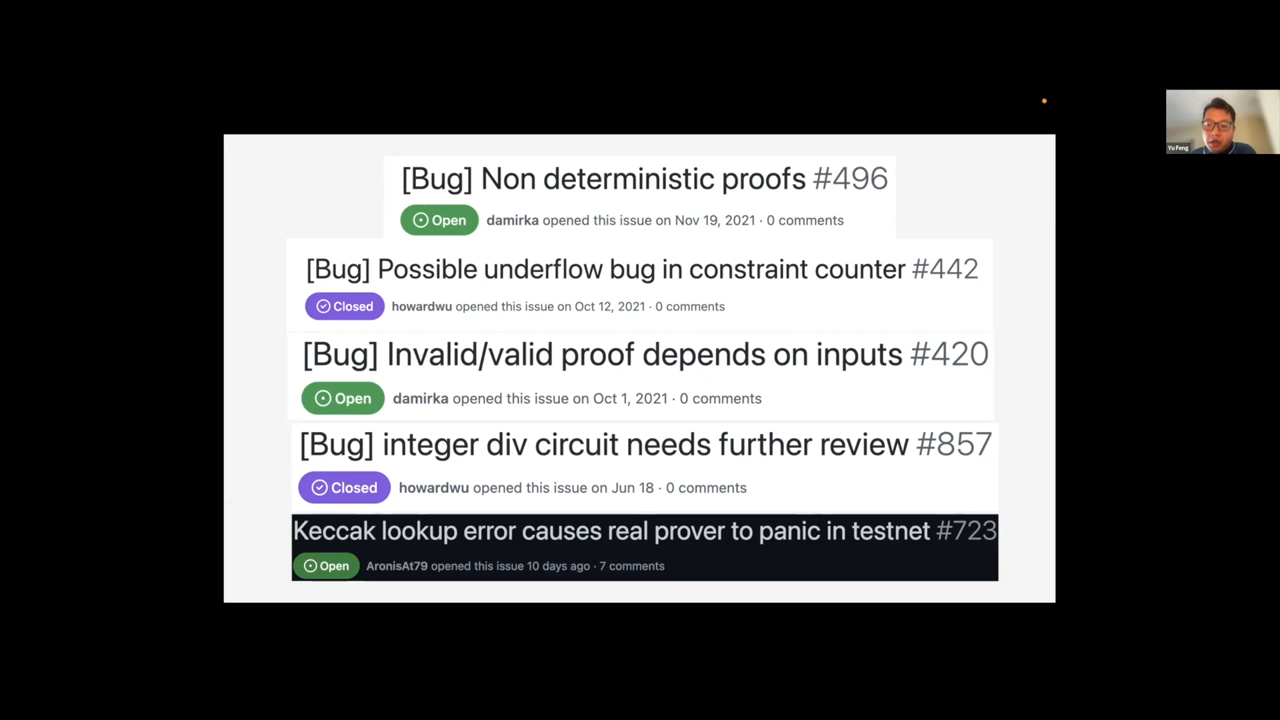 [Bug] Non deterministic proofs #496
Open damirka opened this issue on Nov 19, 2021 · 0 comments
[Bug] Possible underflow bug in constraint counter #442
Closed howardwu opened this issue on Oct 12, 2021 · 0 comments
[Bug] Invalid/valid proof depends on inputs #420
Open damirka opened this issue on Oct 1, 2021 · 0 comments
[Bug] integer div circuit needs further review #857
Closed howardwu opened this issue on Jun 18 · 0 comments
Keccak lookup error causes real prover to panic in testnet #723
Open AronisAt79 opened this issue 10 days ago · 7 comments
Yu Feng